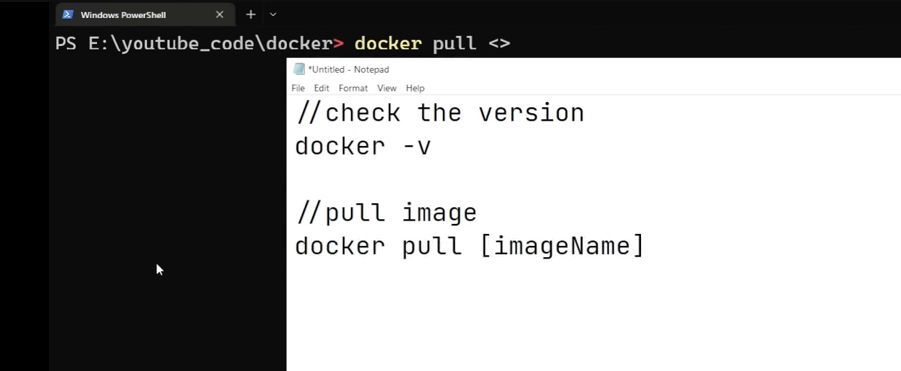 Windows PowerShell
PS E:\youtube_code\docker> docker pull <>
*Untitled - Notepad
File Edit Format View Help
//check the version
docker -v
//pull image
docker pull [imageName]